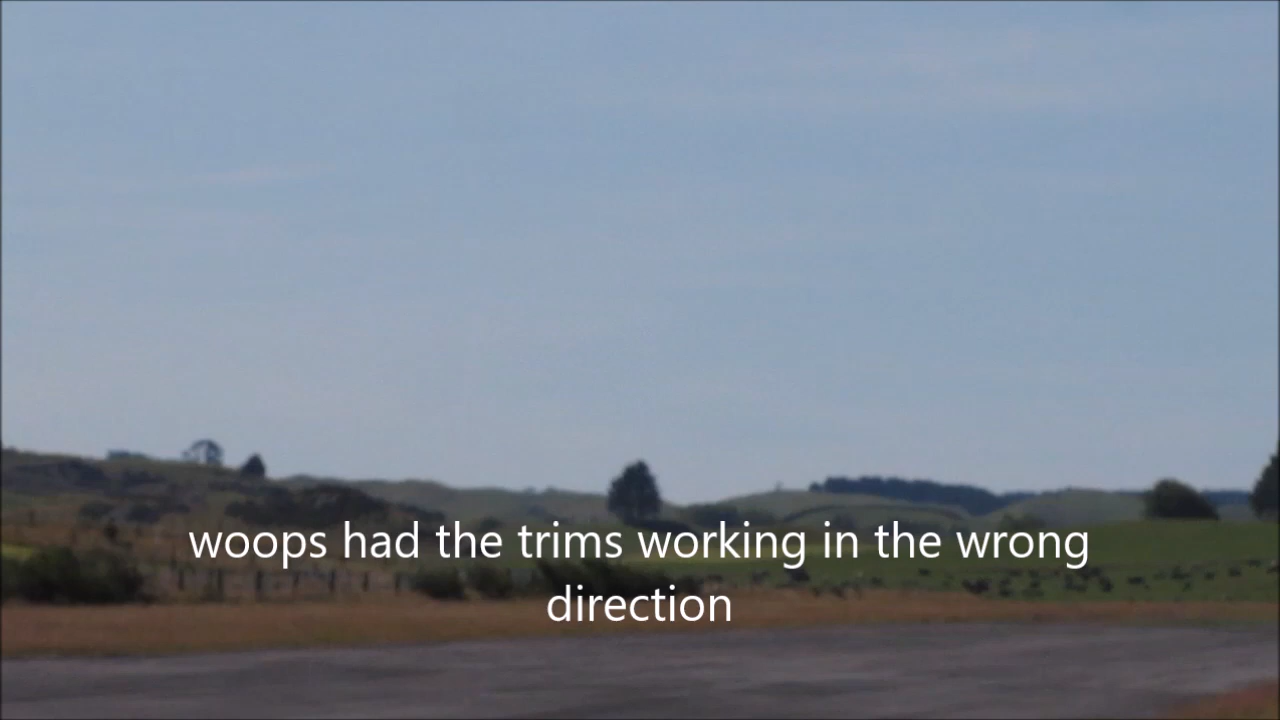 woops had the trims working in the wrong
direction